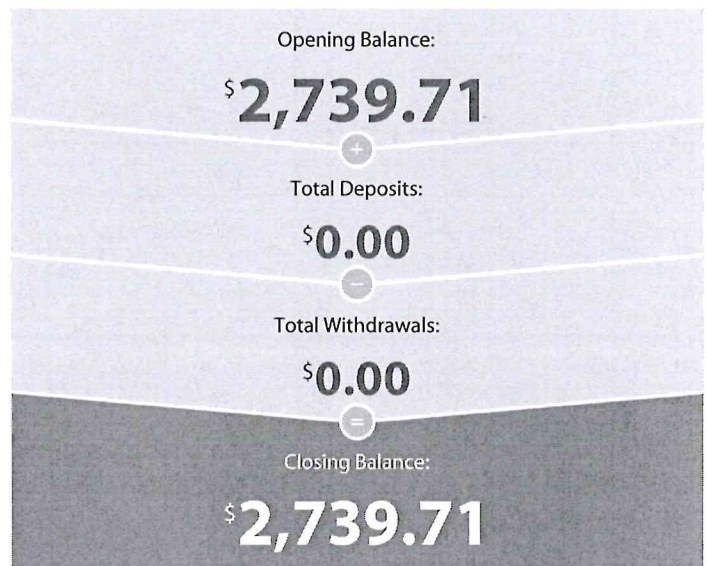 Opening Balance:
$2,739.71
+
Total Deposits:
$0.00
−
Total Withdrawals:
$0.00
=
Closing Balance:
$2,739.71